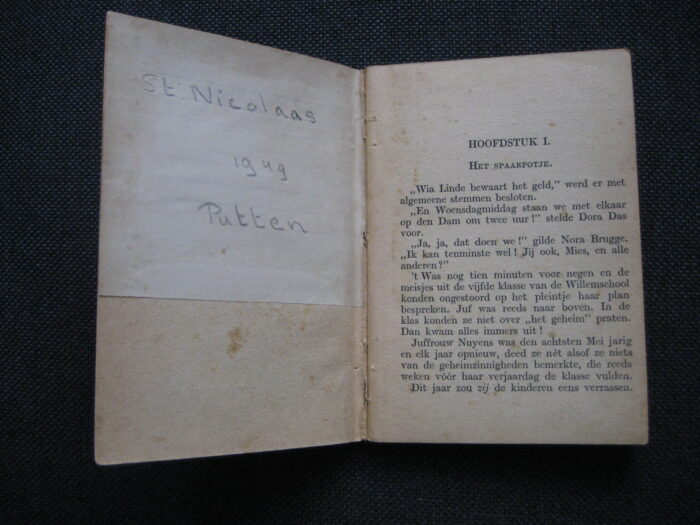 St. Nicolaas
1949
Putten
HOOFDSTUK I.
HET SPAARPOTJE.
„Wia Linde bewaart het geld,” werd er met
algemeene stemmen besloten.
„En Woensdagmiddag staan we met elkaar
op den Dam om twee uur!” stelde Dora Das
voor.
„Ja, ja, dat doen we!” gilde Nora Brugge.
„Ik kan tenminste wel! Jij ook, Mies, en alle
anderen?”
't Was nog tien minuten voor negen en de
meisjes uit de vijfde klasse van de Willemschool
konden ongestoord op het pleintje haar plan
bespreken. Juf was reeds naar boven. In de
klas konden ze niet over „het geheim” praten.
Dan kwam alles immers uit!
Juffrouw Nuyens was den achtsten Mei jarig
en elk jaar opnieuw, deed ze nèt alsof ze niets
van de geheimzinnigheden bemerkte, die reeds
weken vóór haar verjaardag de klasse vulden.
Dit jaar zou zij de kinderen eens verrassen.